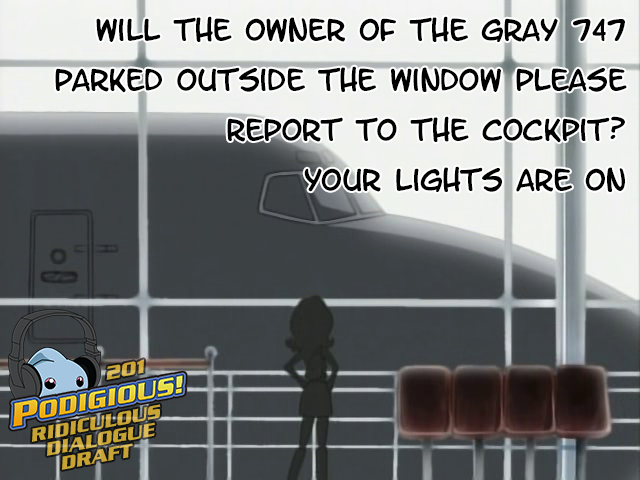 WILL THE OWNER OF THE GRAY 747
PARKED OUTSIDE THE WINDOW PLEASE
REPORT TO THE COCKPIT?
YOUR LIGHTS ARE ON
201
PODIGIOUS!
RIDICULOUS
DIALOGUE
DRAFT